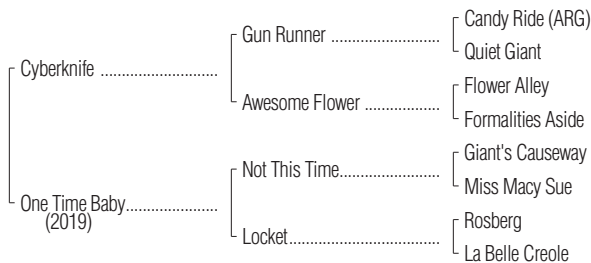 Candy Ride (ARG)
Gun Runner ............................
Quiet Giant
Cyberknife ..............................
Flower Alley
Awesome Flower ...................
Formalities Aside
Giant's Causeway
Not This Time.........................
Miss Macy Sue
One Time Baby.......................
(2019)
Rosberg
Locket......................................
La Belle Creole